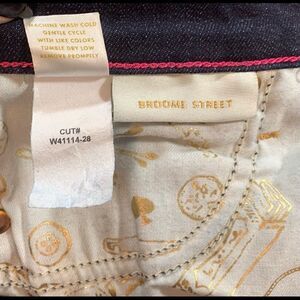 MACHINE WASH COLD
GENTLE CYCLE
WITH LIKE COLORS
TUMBLE DRY LOW
REMOVE PROMPTLY
CUT#
W41114-28
BROOME STREET